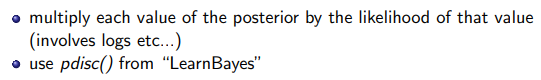 • multiply each value of the posterior by the likelihood of that value
(involves logs etc...)
• use pdisc() from “LearnBayes”